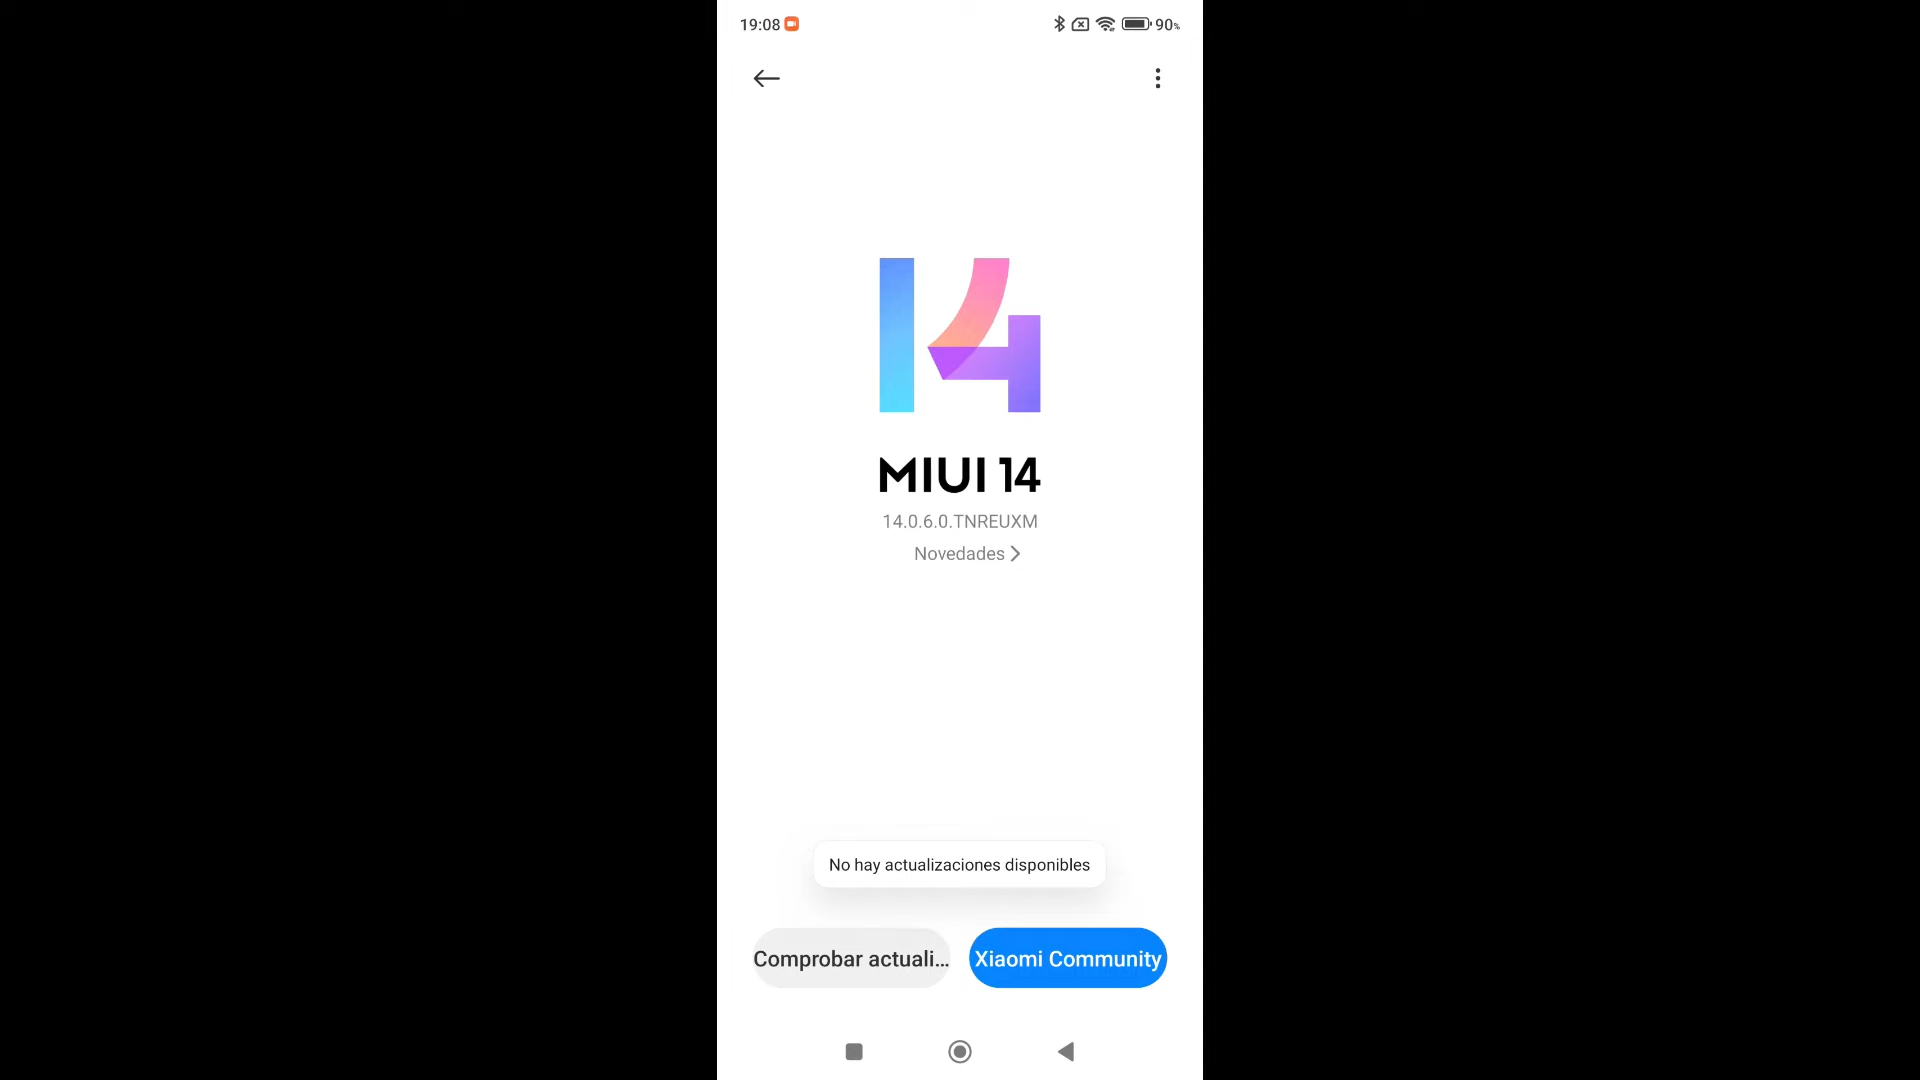 19:08 90%
14
MIUI 14
14.0.6.0.TNREUXM
Novedades
No hay actualizaciones disponibles
Comprobar actuali... Xiaomi Community